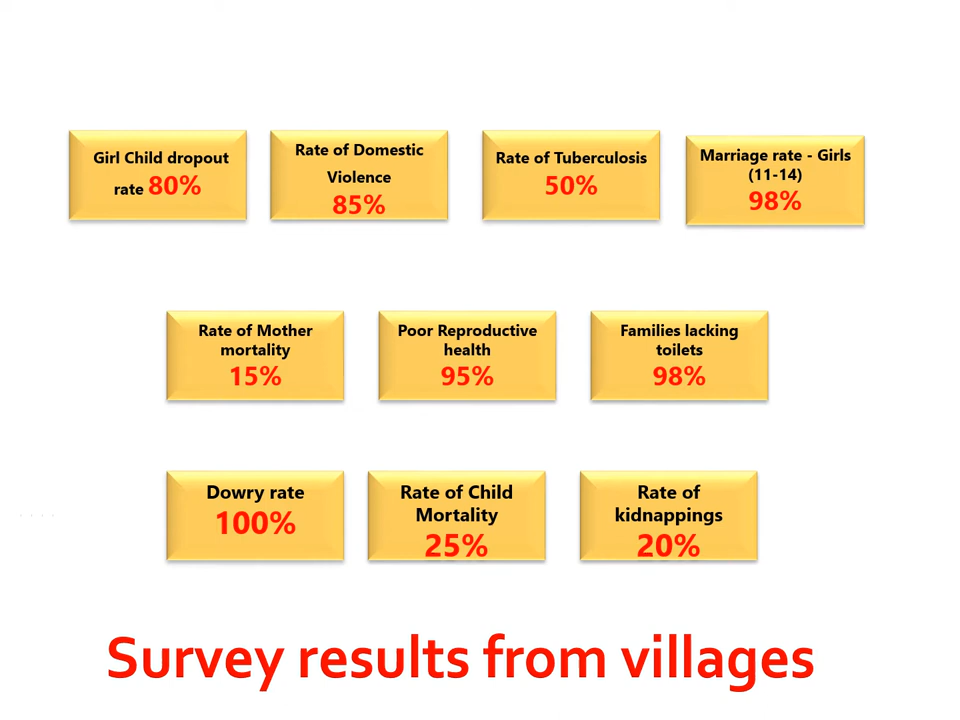 Girl Child dropout
rate 80%
Rate of Domestic
Violence
85%
Rate of Tuberculosis
50%
Marriage rate - Girls
(11-14)
98%
Rate of Mother
mortality
15%
Poor Reproductive
health
95%
Families lacking
toilets
98%
Dowry rate
100%
Rate of Child
Mortality
25%
Rate of
kidnappings
20%
Survey results from villages